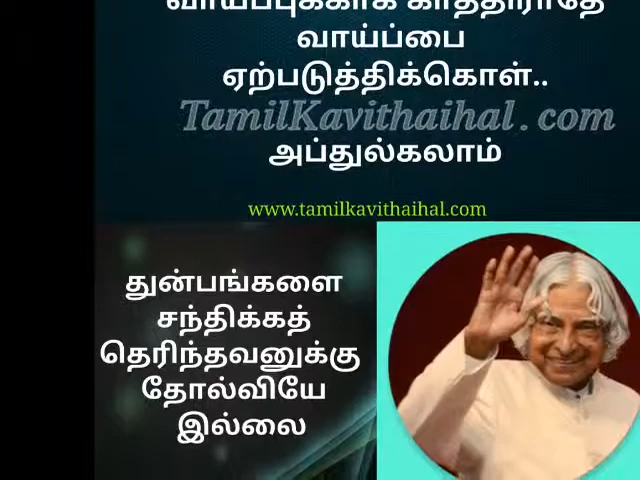 வாய்ப்புக்காக காத்திராதே
வாய்ப்பை
ஏற்படுத்திக்கொள்..
TamilKavithaihal.com
அப்துல்கலாம்
www.tamilkavithaihal.com
துன்பங்களை
சந்திக்கத்
தெரிந்தவனுக்கு
தோல்வியே
இல்லை